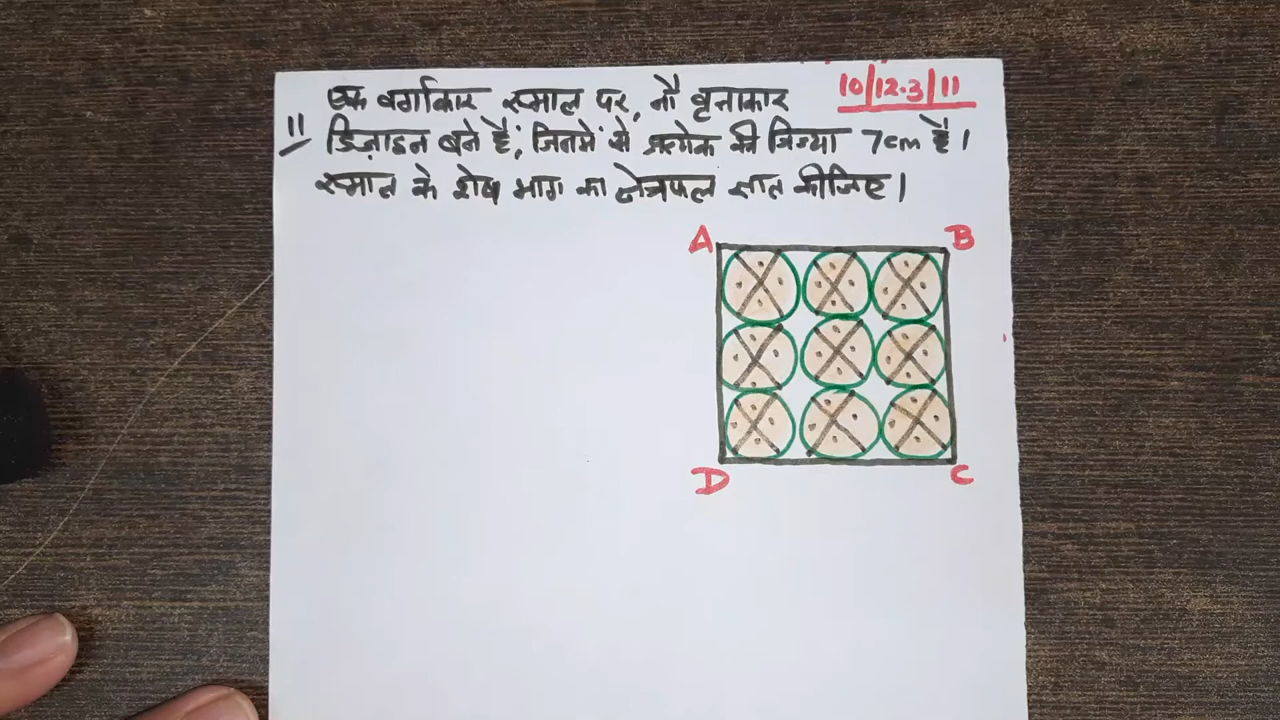 एक वर्गाकार रूमाल पर, नौ वृत्ताकार
10/12.3/11
11 डिज़ाइन बने हैं, जिनमें से प्रत्येक की त्रिज्या 7cm है।
रूमाल के शेष भाग का क्षेत्रफल ज्ञात कीजिए।
A B
D C